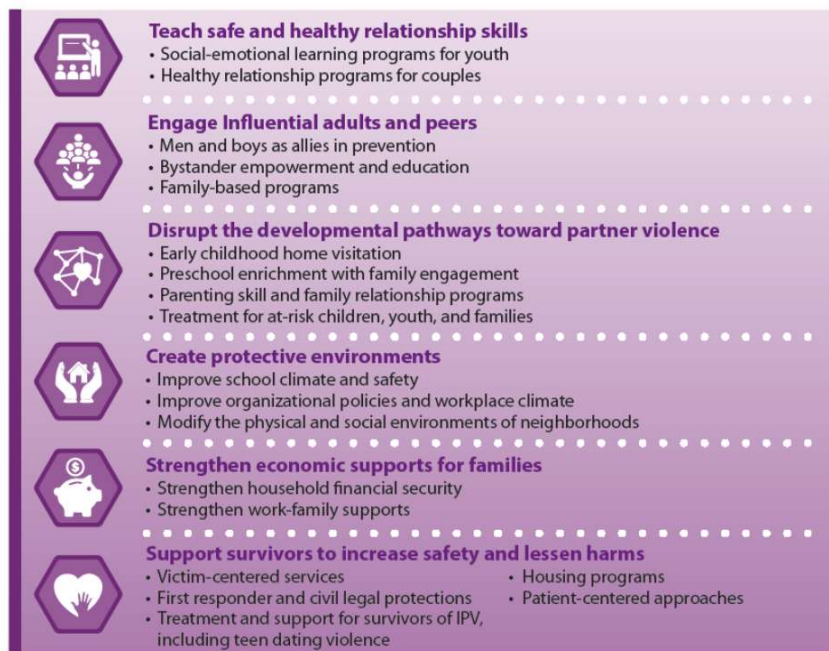 Teach safe and healthy relationship skills
• Social-emotional learning programs for youth
• Healthy relationship programs for couples
Engage Influential adults and peers
• Men and boys as allies in prevention
• Bystander empowerment and education
• Family-based programs
Disrupt the developmental pathways toward partner violence
• Early childhood home visitation
• Preschool enrichment with family engagement
• Parenting skill and family relationship programs
• Treatment for at-risk children, youth, and families
Create protective environments
• Improve school climate and safety
• Improve organizational policies and workplace climate
• Modify the physical and social environments of neighborhoods
$
Strengthen economic supports for families
• Strengthen household financial security
• Strengthen work-family supports
Support survivors to increase safety and lessen harms
• Victim-centered services
• First responder and civil legal protections
• Treatment and support for survivors of IPV,
including teen dating violence
• Housing programs
• Patient-centered approaches